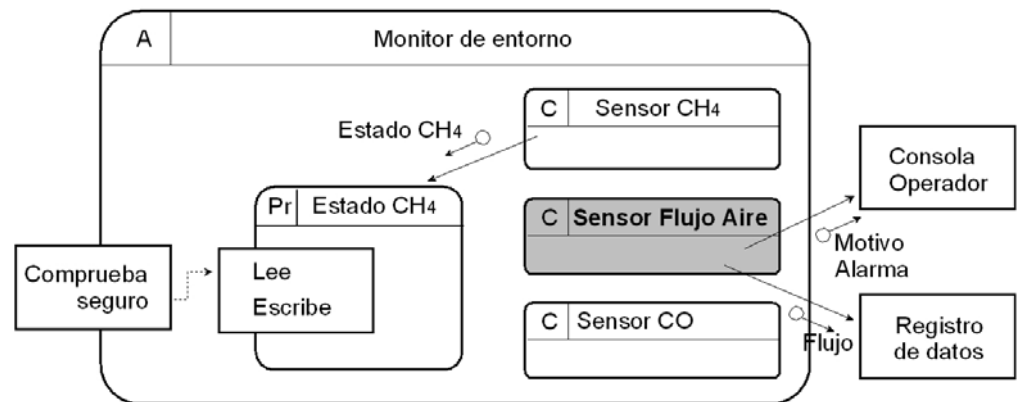 A
Monitor de entorno
C
Sensor CH4
Estado CH4
Consola
Operador
Pr
Estado CH4
C
Sensor Flujo Aire
Motivo
Alarma
Comprueba
seguro
Lee
Escribe
C
Sensor CO
Flujo
Registro
de datos